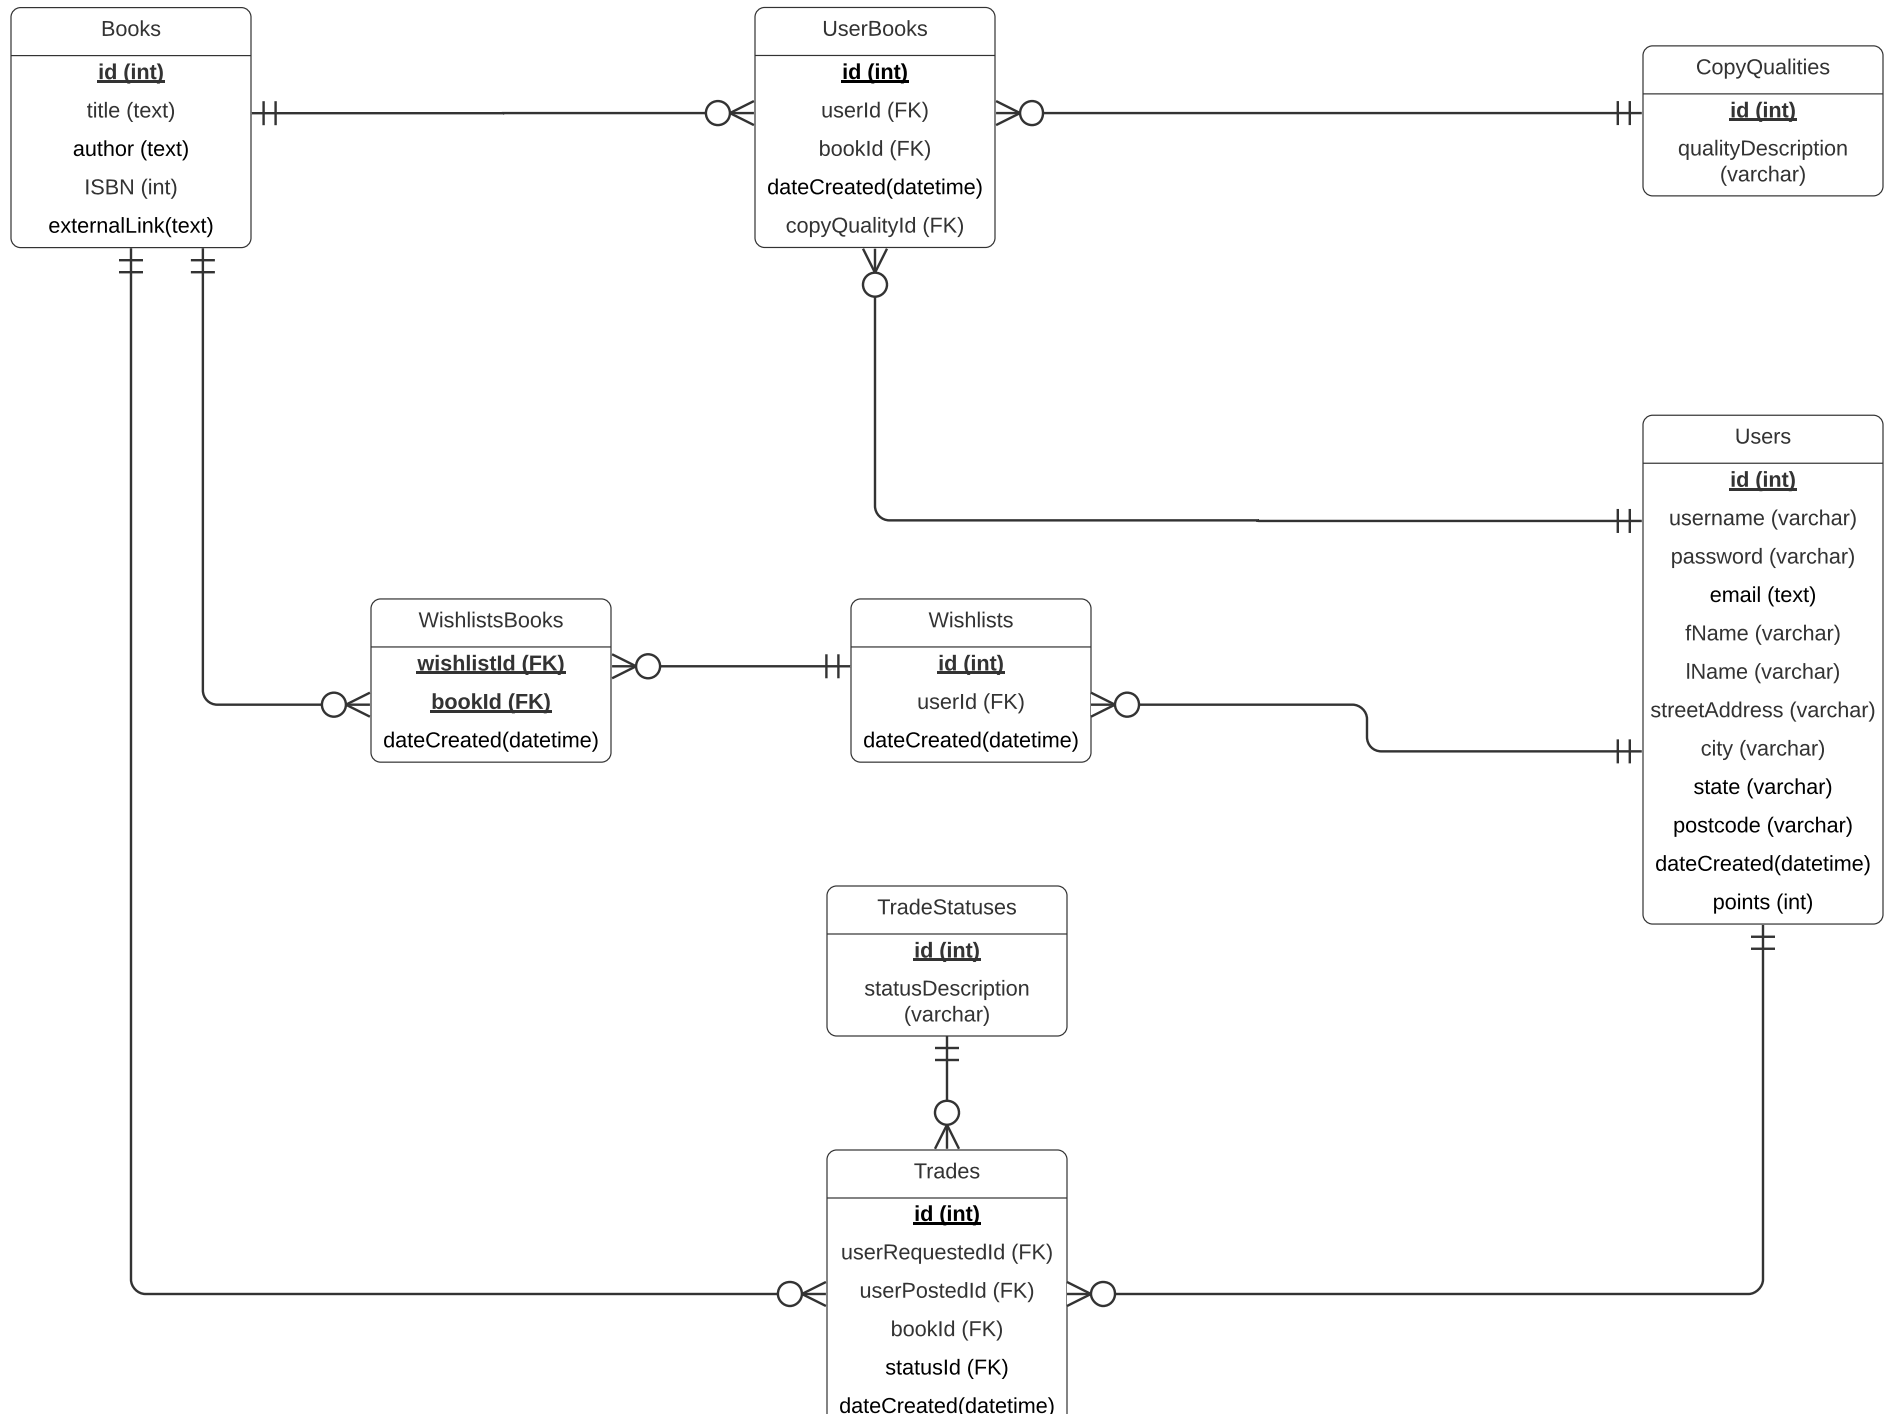 Books
id (int)
title (text)
author (text)
ISBN (int)
externalLink(text)
UserBooks
id (int)
userId (FK)
bookId (FK)
dateCreated(datetime)
copyQualityId (FK)
CopyQualities
id (int)
qualityDescription
(varchar)
Users
id (int)
username (varchar)
password (varchar)
email (text)
fName (varchar)
lName (varchar)
streetAddress (varchar)
city (varchar)
state (varchar)
postcode (varchar)
dateCreated(datetime)
points (int)
WishlistsBooks
wishlistId (FK)
bookId (FK)
dateCreated(datetime)
Wishlists
id (int)
userId (FK)
dateCreated(datetime)
TradeStatuses
id (int)
statusDescription
(varchar)
Trades
id (int)
userRequestedId (FK)
userPostedId (FK)
bookId (FK)
statusId (FK)
dateCreated(datetime)